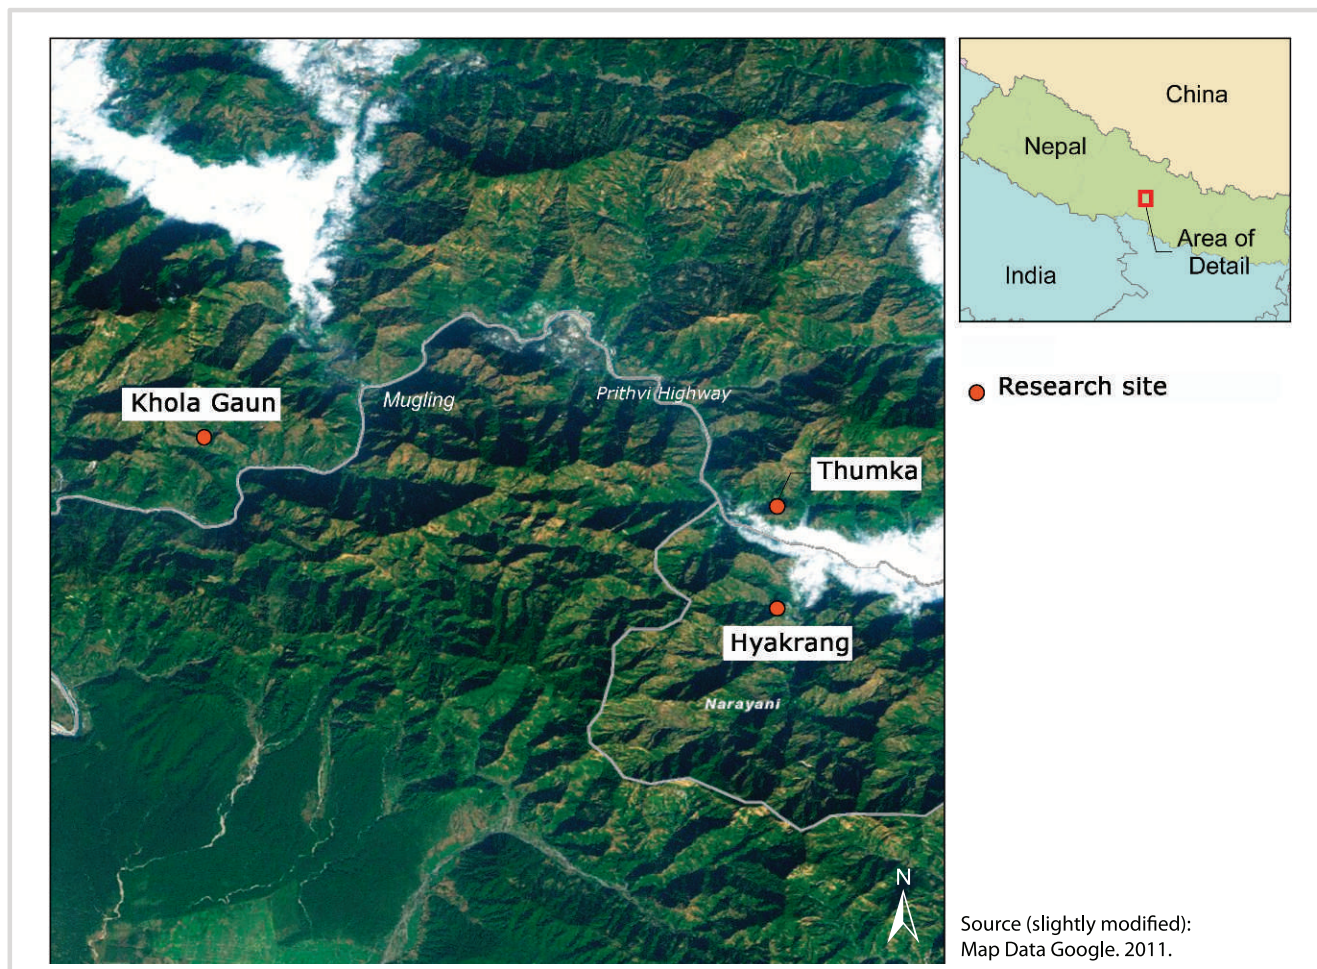 China
Nepal
Area of
Detail
India
Khola Gaun
Mugling
Prithvi Highway
Research site
Thumka
Hyakrang
Narayani
N
Source (slightly modified):
Map Data Google. 2011.